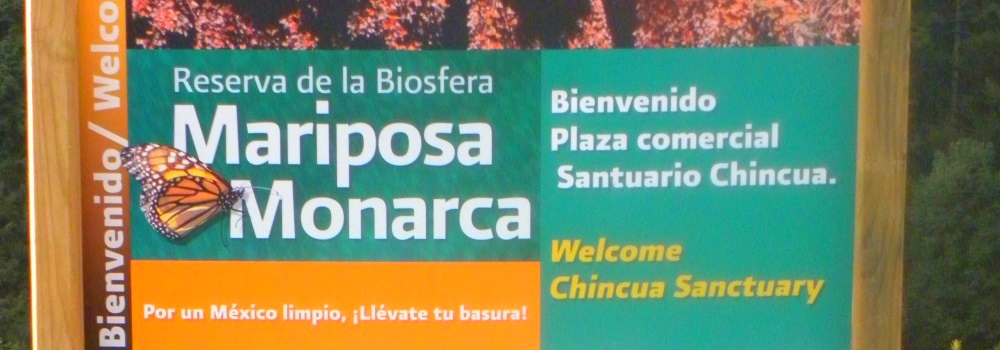 Bienvenido/ Welco
Reserva de la Biosfera
Mariposa
Monarca
Por un México limpio, ¡Llévate tu basura!
Bienvenido
Plaza comercial
Santuario Chincua.
Welcome
Chincua Sanctuary